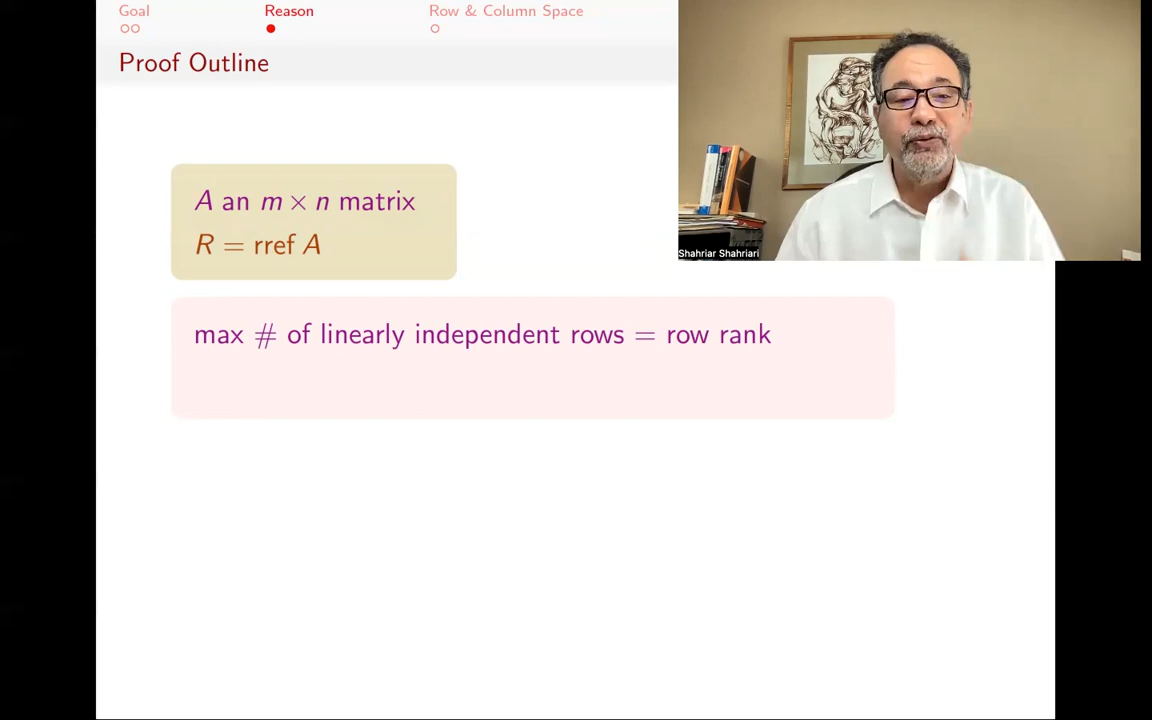 Goal
Reason
Row & Column Space
Proof Outline
A an m × n matrix
R = rref A
max # of linearly independent rows = row rank
Shahriar Shahriari